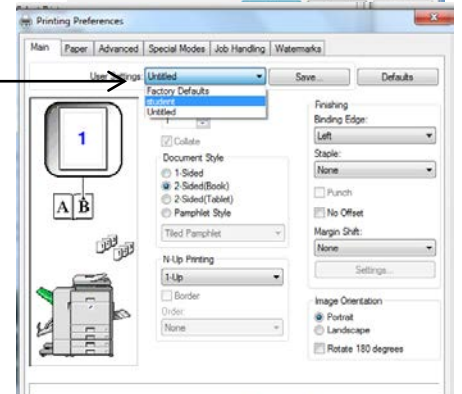 Printing Preferences
Main Paper Advanced Special Modes Job Handling Watermarks
User Settings: Untitled Save... Defaults
Factory Defaults
student
Untitled
1
Collate
Document Style
1-Sided
2-Sided(Book)
2-Sided(Tablet)
Pamphlet Style
Tiled Pamphlet
N-Up Printing
1-Up
Border
Order:
None
Finishing
Binding Edge:
Left
Staple:
None
Punch
No Offset
Margin Shift:
None
Settings...
Image Orientation
Portrait
Landscape
Rotate 180 degrees
1
A B